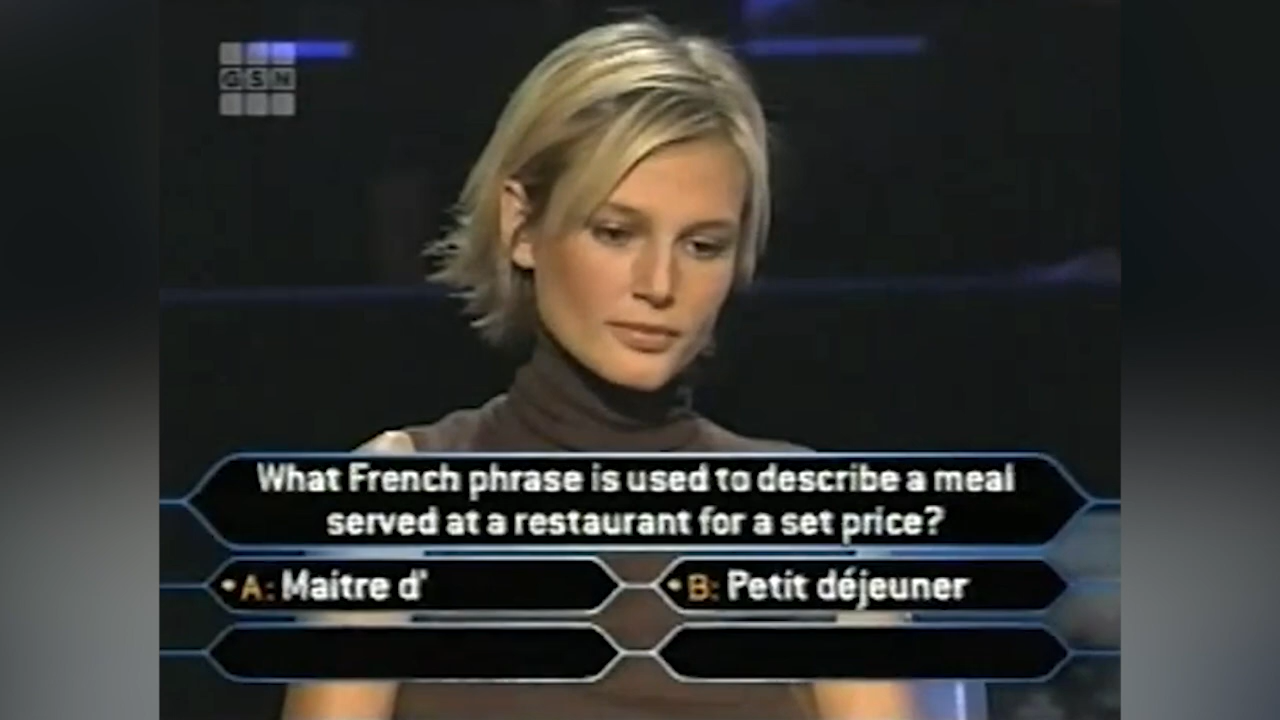 GSN
What French phrase is used to describe a meal
served at a restaurant for a set price?
A: Maitre d'
B: Petit déjeuner